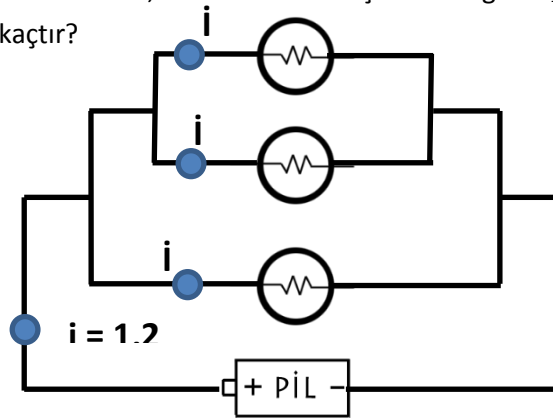 kaçtır?
i
i
i
i = 1.2
+ PİL −